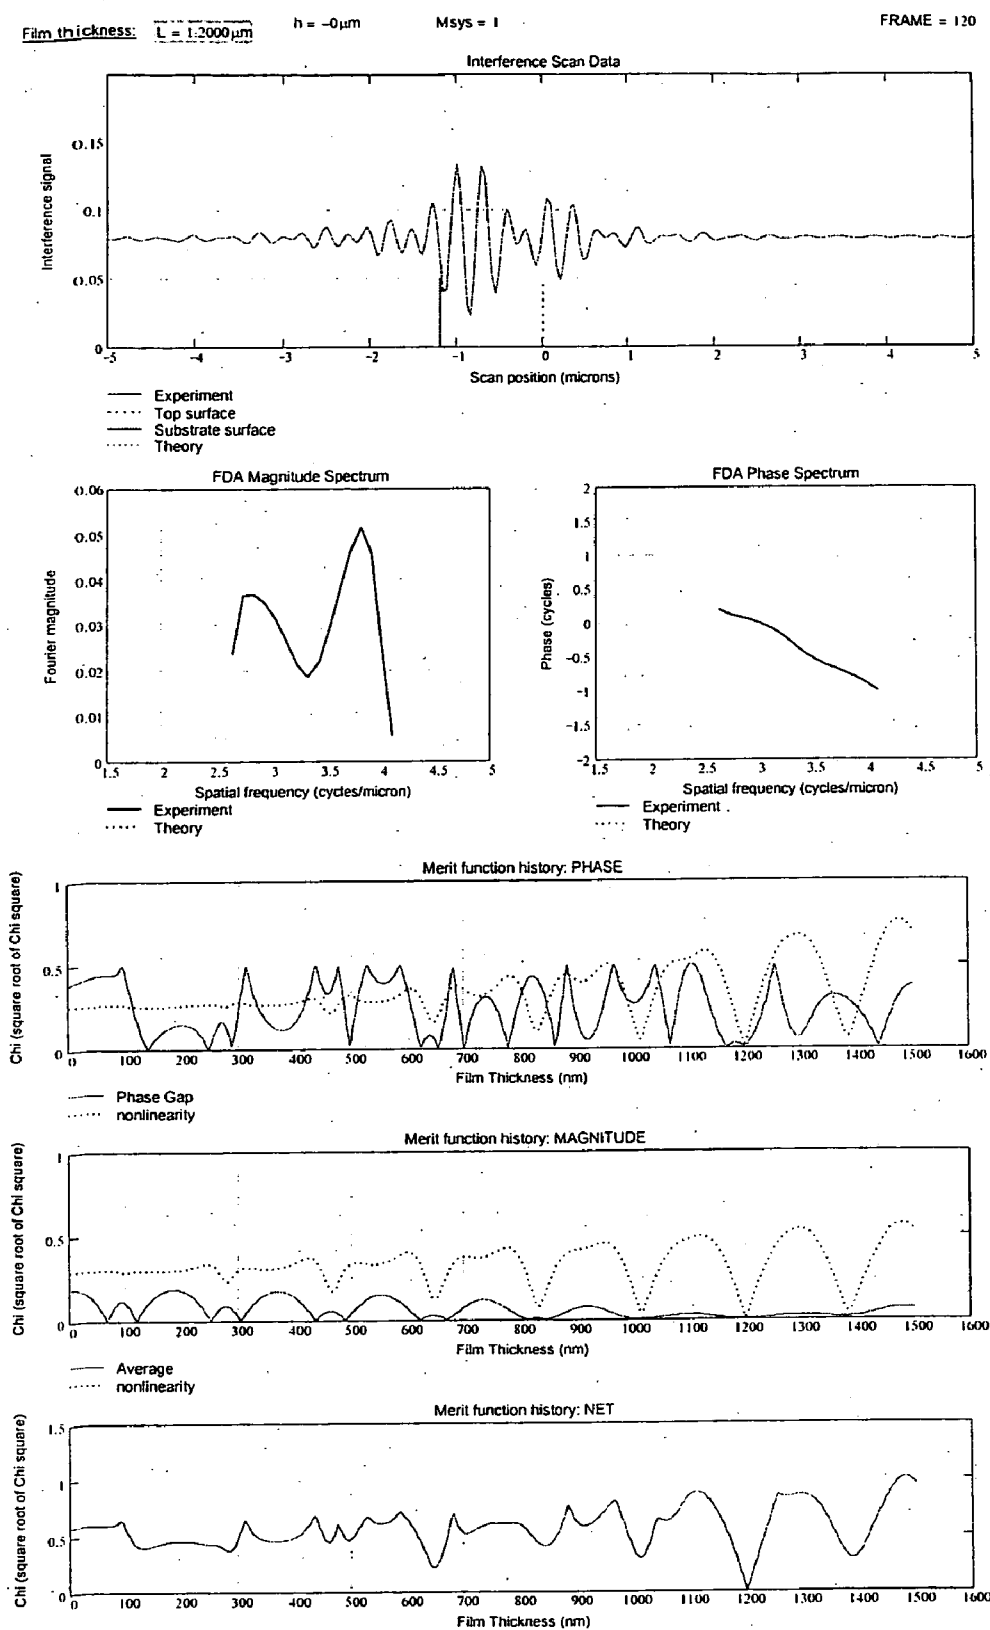 Film thickness: L = 1.2000µm h = -0µm Msys = 1 FRAME = 120
Interference Scan Data
Interference signal
0.15
0.1
0.05
0
-5 -4 -3 -2 -1 0 1 2 3 4 5
Scan position (microns)
Experiment
Top surface
Substrate surface
Theory
FDA Magnitude Spectrum
Fourier magnitude
0.06
0.05
0.04
0.03
0.02
0.01
0
1.5 2 2.5 3 3.5 4 4.5 5
Spatial frequency (cycles/micron)
Experiment
Theory
FDA Phase Spectrum
Phase (cycles)
2
1.5
1
0.5
0
-0.5
-1
-1.5
-2
1.5 2 2.5 3 3.5 4 4.5 5
Spatial frequency (cycles/micron)
Experiment
Theory
Merit function history: PHASE
Chi (square root of Chi square)
1
0.5
0
0 100 200 300 400 500 600 700 800 900 1000 1100 1200 1300 1400 1500 1600
Film Thickness (nm)
Phase Gap
nonlinearity
Merit function history: MAGNITUDE
Chi (square root of Chi square)
1
0.5
0
0 100 200 300 400 500 600 700 800 900 1000 1100 1200 1300 1400 1500 1600
Film Thickness (nm)
Average
nonlinearity
Merit function history: NET
Chi (square root of Chi square)
1.5
1
0.5
0
0 100 200 300 400 500 600 700 800 900 1000 1100 1200 1300 1400 1500 1600
Film Thickness (nm)